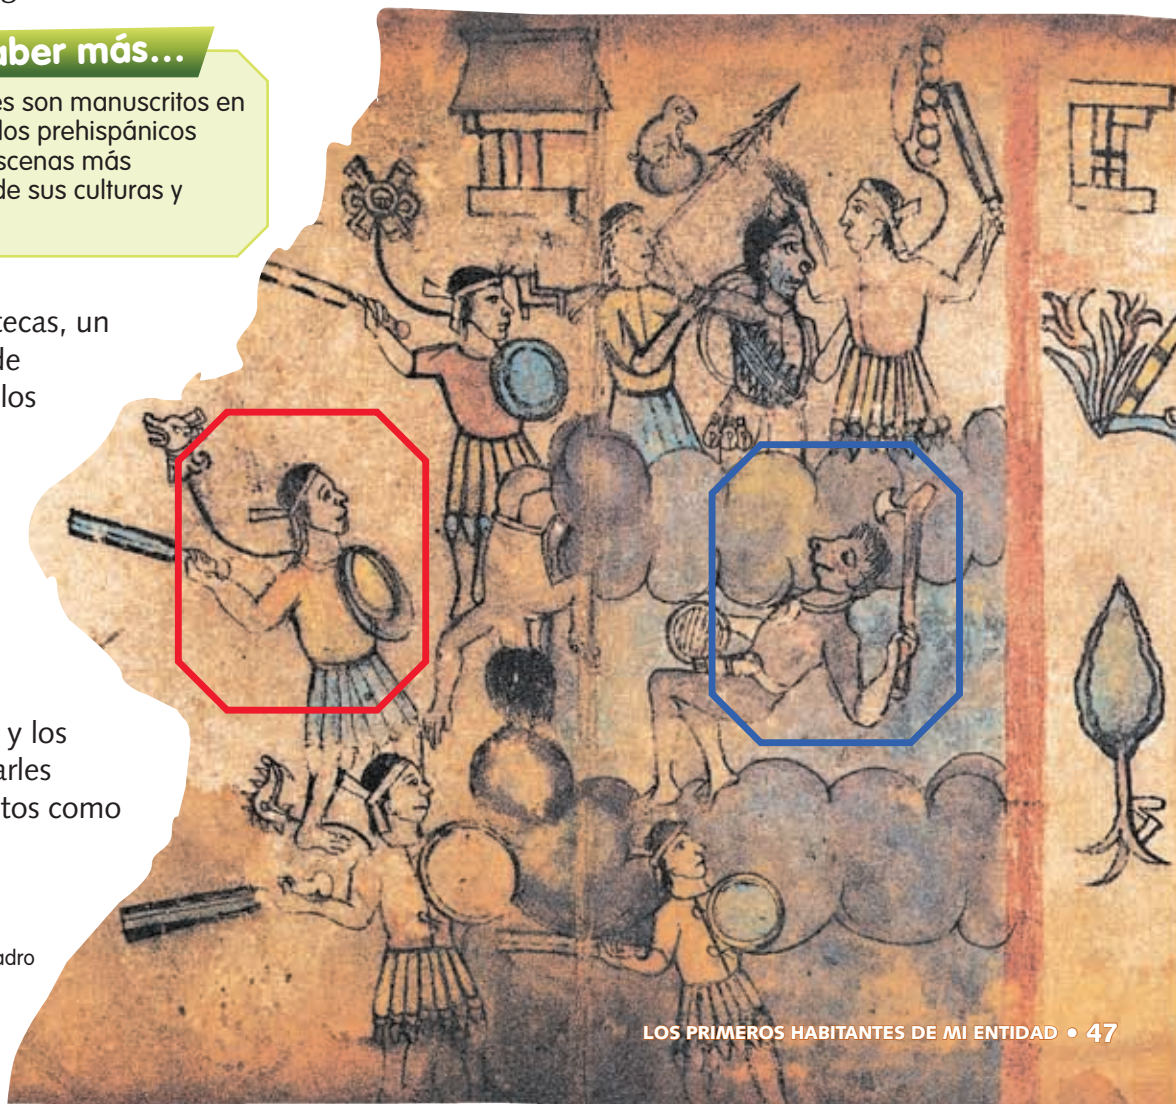 aber más...
es son manuscritos en
los prehispánicos
scenas más
de sus culturas y
tecas, un
de
los
y los
arles
tos como
adro
LOS PRIMEROS HABITANTES DE MI ENTIDAD • 47